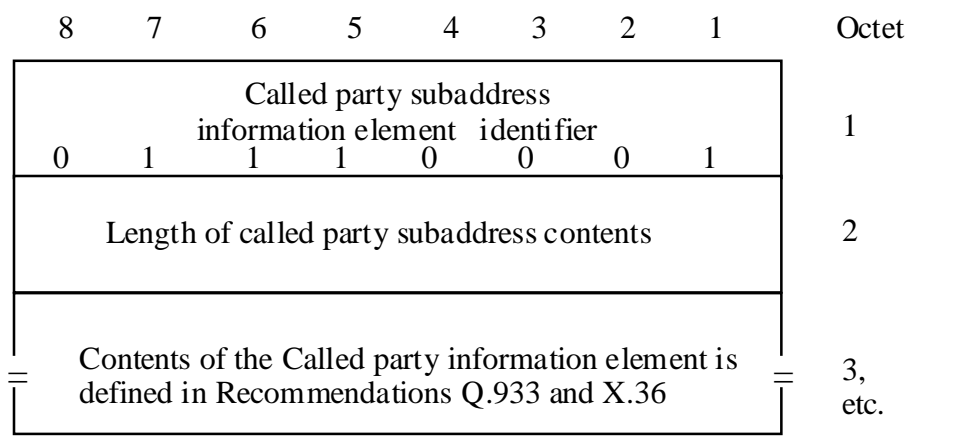 8 7 6 5 4 3 2 1 Octet
Called party subaddress
information element identifier
1
0 1 1 1 0 0 0 1
Length of called party subaddress contents 2
Contents of the Called party information element is
defined in Recommendations Q.933 and X.36
3,
etc.